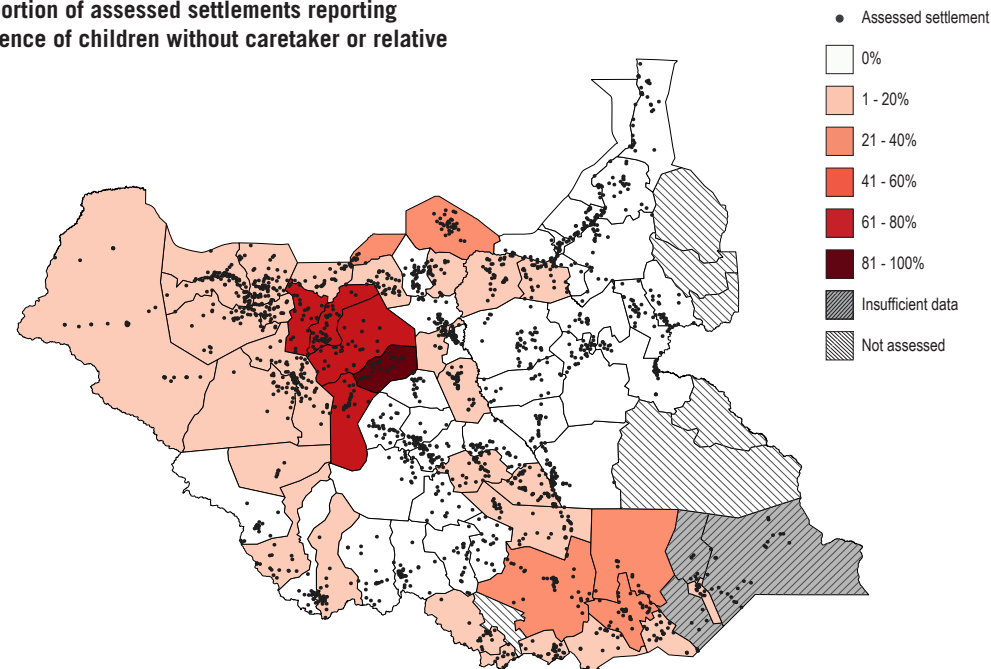 ortion of assessed settlements reporting
ence of children without caretaker or relative
Assessed settlement
0%
1 - 20%
21 - 40%
41 - 60%
61 - 80%
81 - 100%
Insufficient data
Not assessed